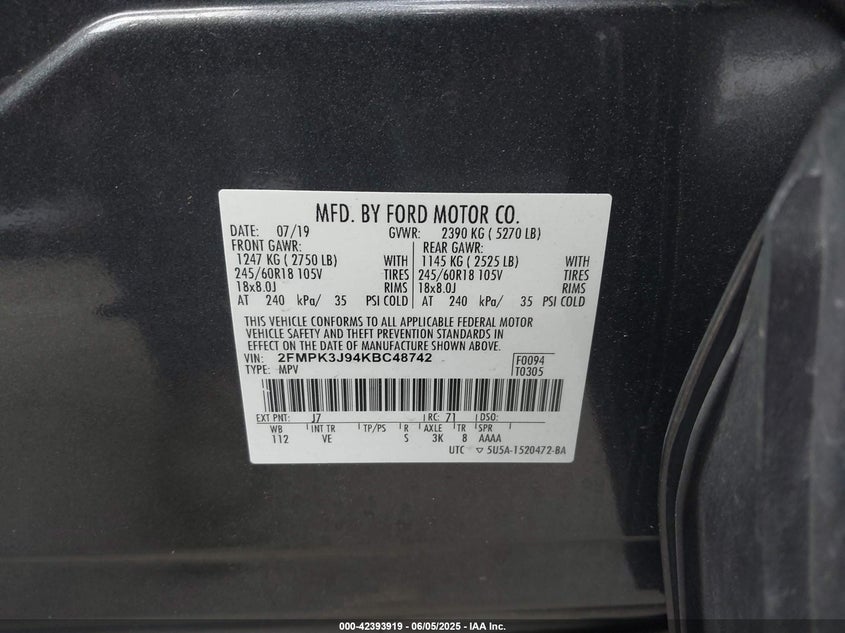 MFD. BY FORD MOTOR CO.
DATE: 07/19 GVWR: 2390 KG ( 5270 LB)
FRONT GAWR: REAR GAWR:
1247 KG ( 2750 LB) WITH 1145 KG ( 2525 LB) WITH
245/60R18 105V TIRES 245/60R18 105V TIRES
18x8.0J RIMS 18x8.0J RIMS
AT 240 kPa/ 35 PSI COLD AT 240 kPa/ 35 PSI COLD
THIS VEHICLE CONFORMS TO ALL APPLICABLE FEDERAL MOTOR
VEHICLE SAFETY AND THEFT PREVENTION STANDARDS IN
EFFECT ON THE DATE OF MANUFACTURE SHOWN ABOVE.
VIN: 2FMPK3J94KBC48742 F0094
TYPE: MPV T0305
EXT PNT: J7 RC: 71 DSO:
WB INT TR TP/PS R AXLE TR SPR
112 VE S 3K 8 AAAA
UTC ▽ 5U5A-1520472-BA
000-42393919 - 06/05/2025 - IAA Inc.